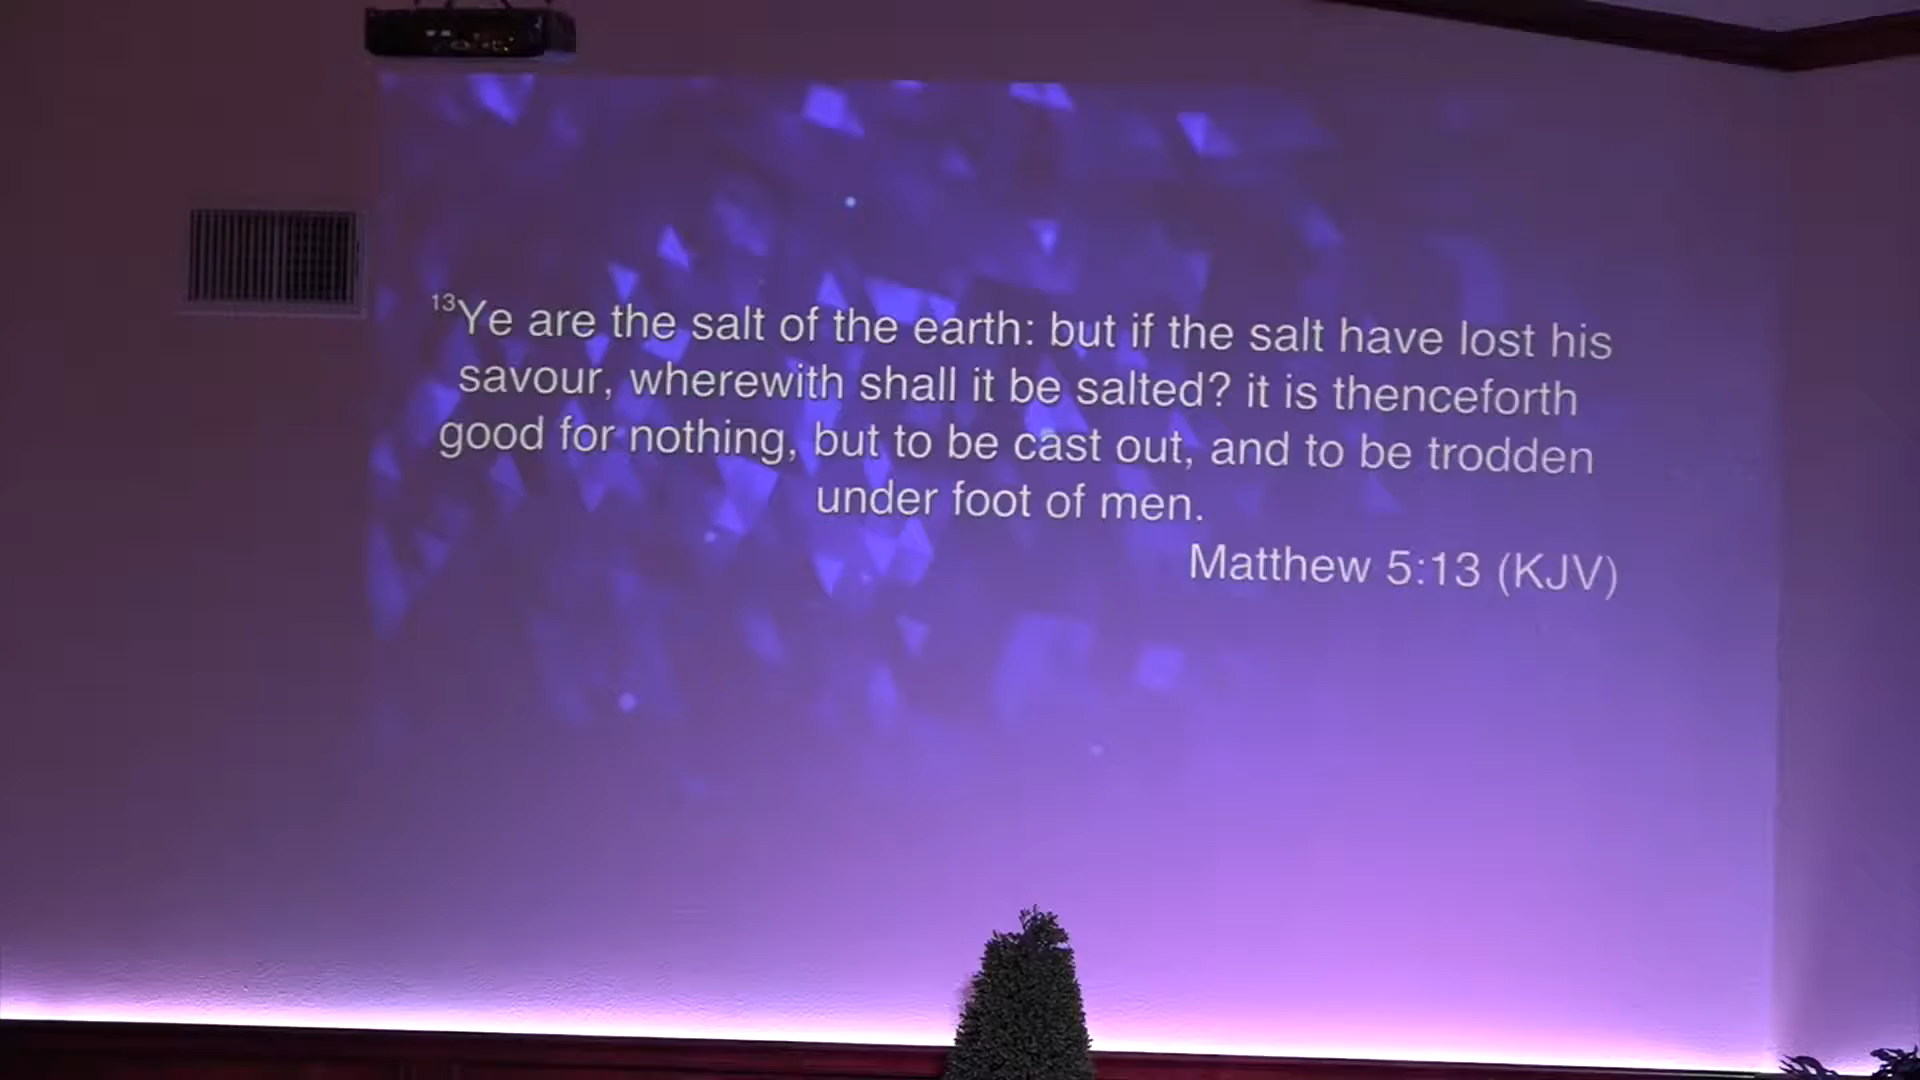 13Ye are the salt of the earth: but if the salt have lost his
savour, wherewith shall it be salted? it is thenceforth
good for nothing, but to be cast out, and to be trodden
under foot of men.
Matthew 5:13 (KJV)